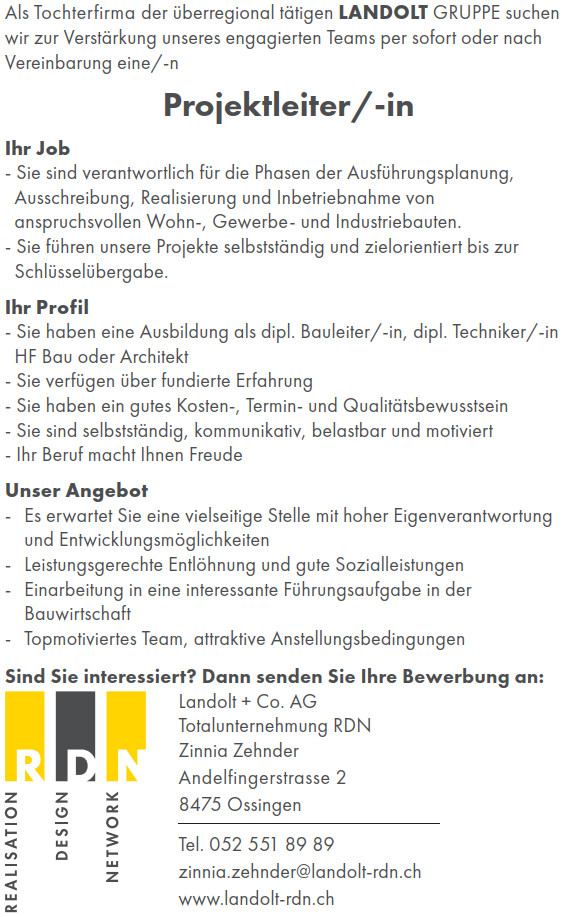 Als Tochterfirma der überregional tätigen LANDOLT GRUPPE suchen
wir zur Verstärkung unseres engagierten Teams per sofort oder nach
Vereinbarung eine/-n
Projektleiter/-in
Ihr Job
- Sie sind verantwortlich für die Phasen der Ausführungsplanung,
Ausschreibung, Realisierung und Inbetriebnahme von
anspruchsvollen Wohn-, Gewerbe- und Industriebauten.
- Sie führen unsere Projekte selbstständig und zielorientiert bis zur
Schlüsselübergabe.
Ihr Profil
- Sie haben eine Ausbildung als dipl. Bauleiter/-in, dipl. Techniker/-in
HF Bau oder Architekt
- Sie verfügen über fundierte Erfahrung
- Sie haben ein gutes Kosten-, Termin- und Qualitätsbewusstsein
- Sie sind selbstständig, kommunikativ, belastbar und motiviert
- Ihr Beruf macht Ihnen Freude
Unser Angebot
- Es erwartet Sie eine vielseitige Stelle mit hoher Eigenverantwortung
und Entwicklungsmöglichkeiten
- Leistungsgerechte Entlöhnung und gute Sozialleistungen
- Einarbeitung in eine interessante Führungsaufgabe in der
Bauwirtschaft
- Topmotiviertes Team, attraktive Anstellungsbedingungen
Sind Sie interessiert? Dann senden Sie Ihre Bewerbung an:
RDN
REALISATION
DESIGN
NETWORK
Landolt + Co. AG
Totalunternehmung RDN
Zinnia Zehnder
Andelfingerstrasse 2
8475 Ossingen
Tel. 052 551 89 89
zinnia.zehnder@landolt-rdn.ch
www.landolt-rdn.ch